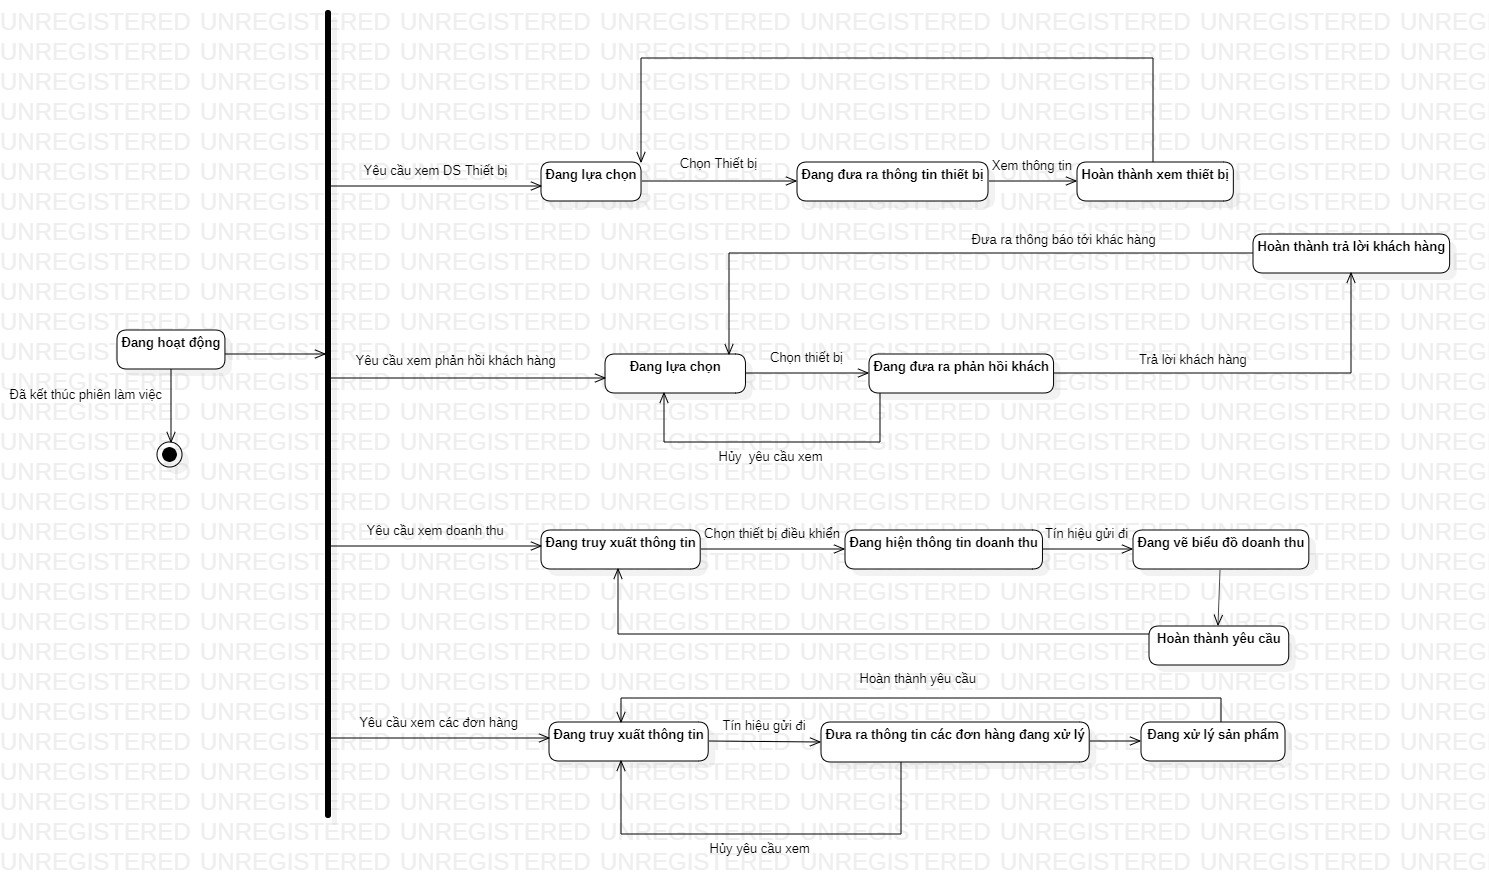 Yêu cầu xem DS Thiết bị
Đang lựa chọn
Chọn Thiết bị
Đang đưa ra thông tin thiết bị
Xem thông tin
Hoàn thành xem thiết bị
Đưa ra thông báo tới khác hàng
Hoàn thành trả lời khách hàng
Đang hoạt động
Đã kết thúc phiên làm việc
Yêu cầu xem phản hồi khách hàng
Đang lựa chọn
Chọn thiết bị
Đang đưa ra phản hồi khách
Trả lời khách hàng
Hủy  yêu cầu xem
Yêu cầu xem doanh thu
Đang truy xuất thông tin
Chọn thiết bị điều khiển
Đang hiện thông tin doanh thu
Tín hiệu gửi đi
Đang vẽ biểu đồ doanh thu
Hoàn thành yêu cầu
Hoàn thành yêu cầu
Yêu cầu xem các đơn hàng
Đang truy xuất thông tin
Tín hiệu gửi đi
Đưa ra thông tin các đơn hàng đang xử lý
Đang xử lý sản phẩm
Hủy yêu cầu xem
UNREGISTERED